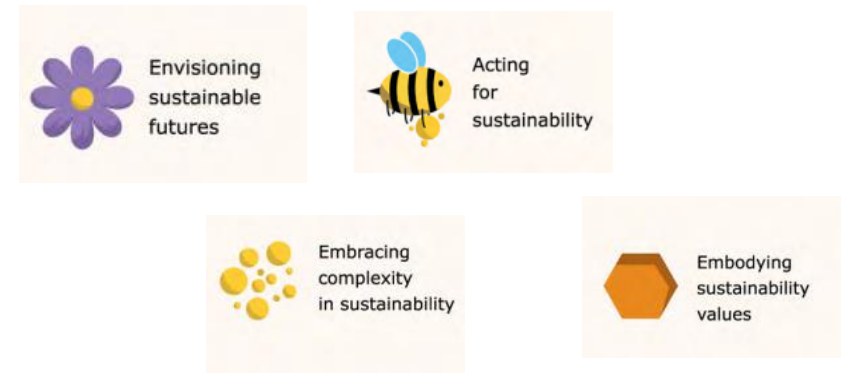 Envisioning
sustainable
futures
Acting
for
sustainability
Embracing
complexity
in sustainability
Embodying
sustainability
values